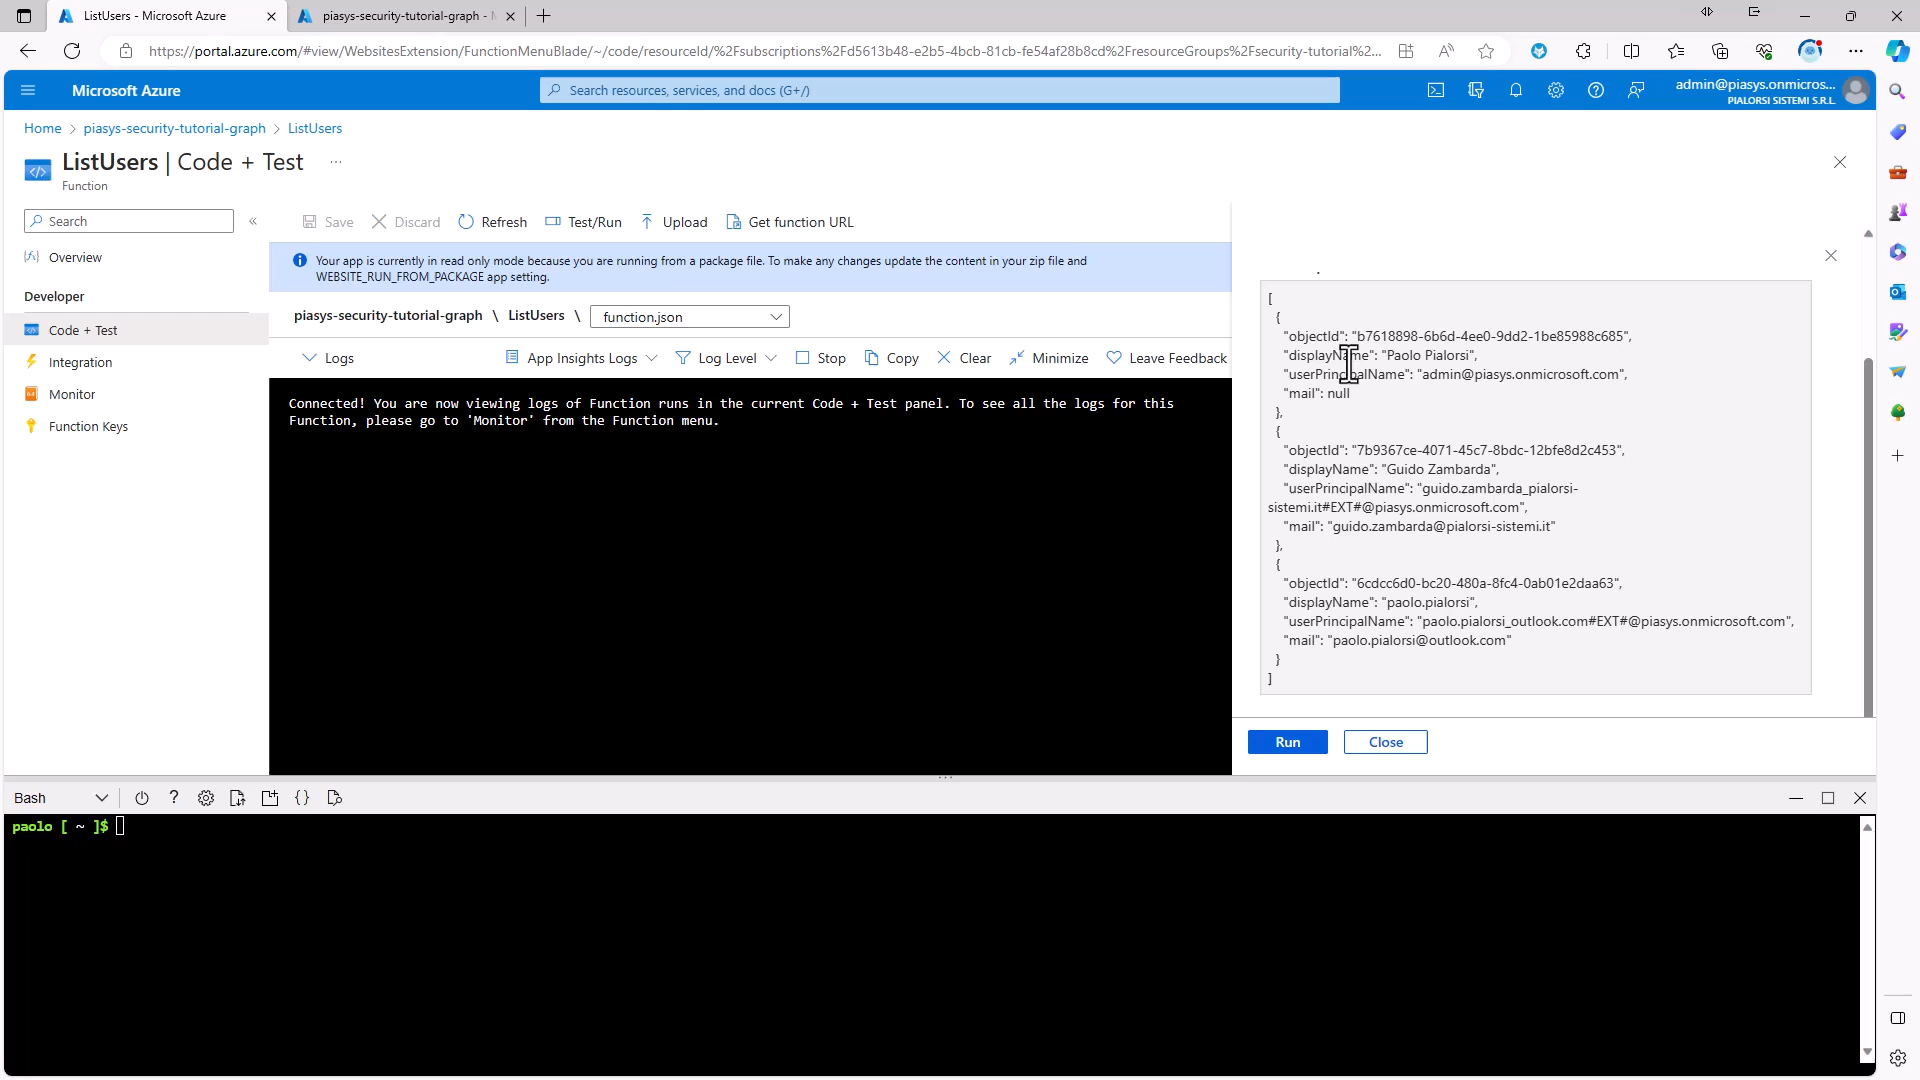 ListUsers - Microsoft Azure
piasys-security-tutorial-graph -
https://portal.azure.com/#view/WebsitesExtension/FunctionMenuBlade/~/code/resourceId/%2Fsubscriptions%2Fd5613b48-e2b5-4bcb-81cb-fe54af28b8cd%2FresourceGroups%2Fsecurity-tutorial%2...
Microsoft Azure
Search resources, services, and docs (G+/)
admin@piasys.onmicros...
PIALORSI SISTEMI S.R.L.
Home > piasys-security-tutorial-graph > ListUsers
ListUsers | Code + Test ...
Function
Search
«
Overview
Developer
Code + Test
Integration
Monitor
Function Keys
Save Discard Refresh Test/Run Upload Get function URL
Your app is currently in read only mode because you are running from a package file. To make any changes update the content in your zip file and
WEBSITE_RUN_FROM_PACKAGE app setting.
piasys-security-tutorial-graph \ ListUsers \ function.json
Logs App Insights Logs Log Level Stop Copy Clear Minimize Leave Feedback
Connected! You are now viewing logs of Function runs in the current Code + Test panel. To see all the logs for this
Function, please go to 'Monitor' from the Function menu.
[
{
"objectId": "b7618898-6b6d-4ee0-9dd2-1be85988c685",
"displayName": "Paolo Pialorsi",
"userPrincipalName": "admin@piasys.onmicrosoft.com",
"mail": null
},
{
"objectId": "7b9367ce-4071-45c7-8bdc-12bfe8d2c453",
"displayName": "Guido Zambarda",
"userPrincipalName": "guido.zambarda_pialorsi-
sistemi.it#EXT#@piasys.onmicrosoft.com",
"mail": "guido.zambarda@pialorsi-sistemi.it"
},
{
"objectId": "6cdcc6d0-bc20-480a-8fc4-0ab01e2daa63",
"displayName": "paolo.pialorsi",
"userPrincipalName": "paolo.pialorsi_outlook.com#EXT#@piasys.onmicrosoft.com",
"mail": "paolo.pialorsi@outlook.com"
}
]
Run Close
Bash ? {}
paolo [ ~ ]$